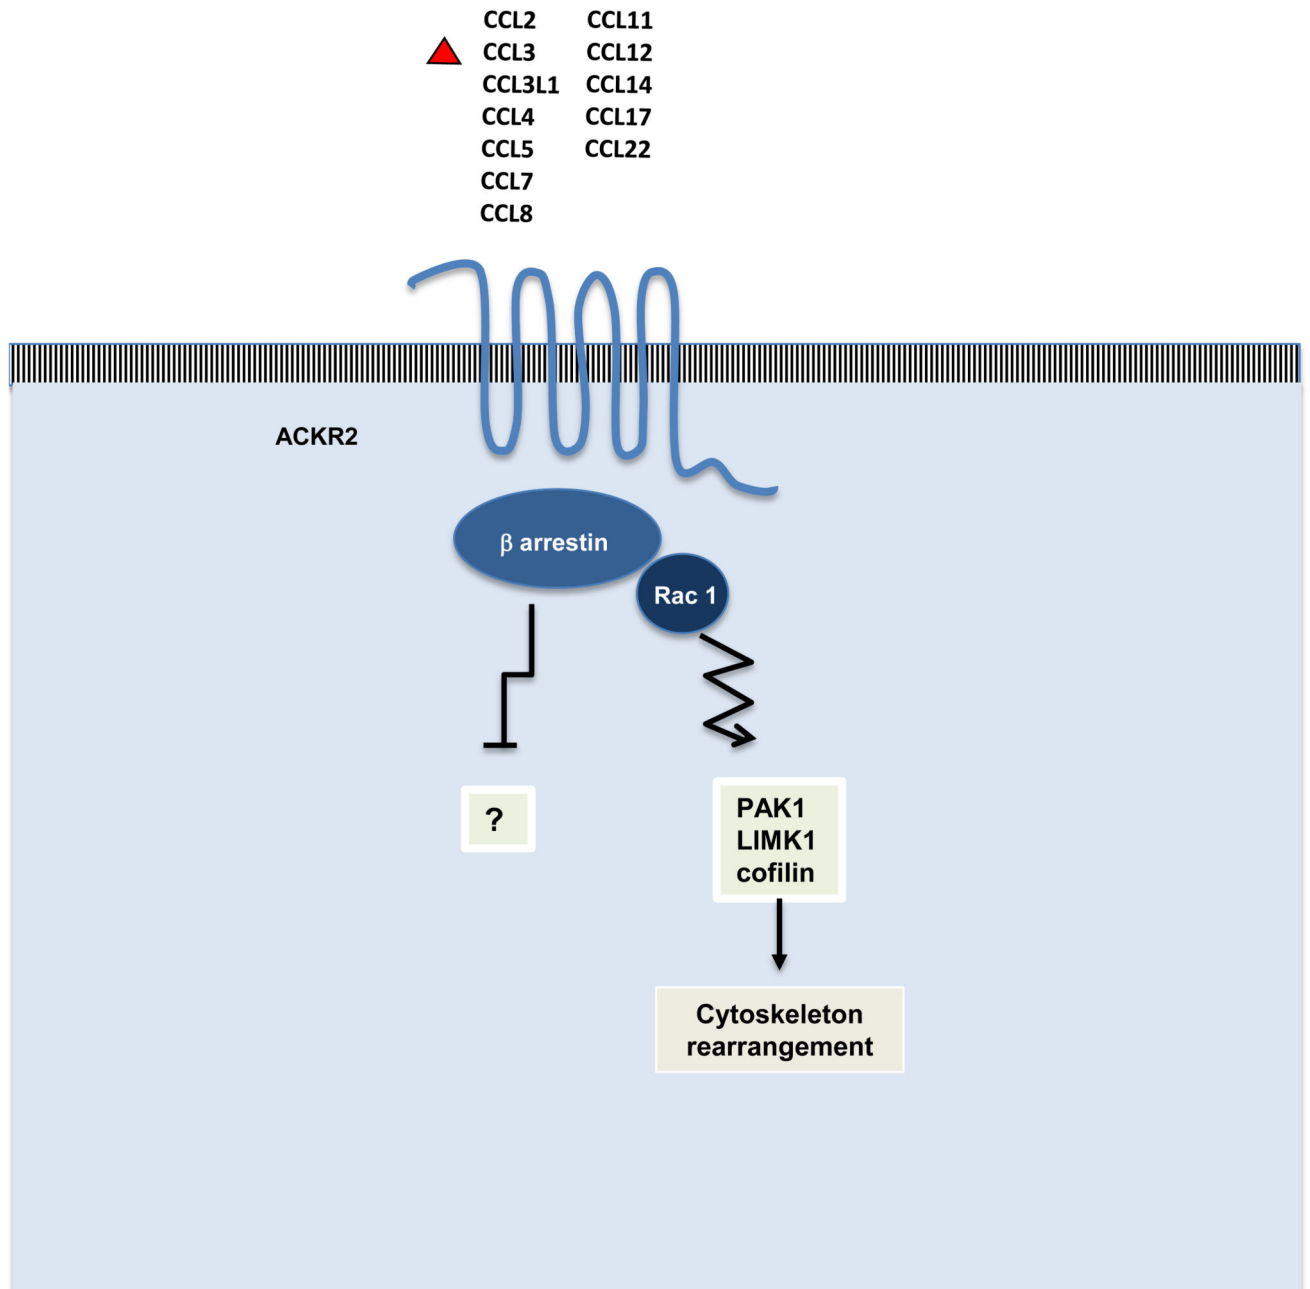 CCL2
CCL3
CCL3L1
CCL4
CCL5
CCL7
CCL8
CCL11
CCL12
CCL14
CCL17
CCL22
ACKR2
β arrestin
Rac 1
?
PAK1
LIMK1
cofilin
Cytoskeleton
rearrangement